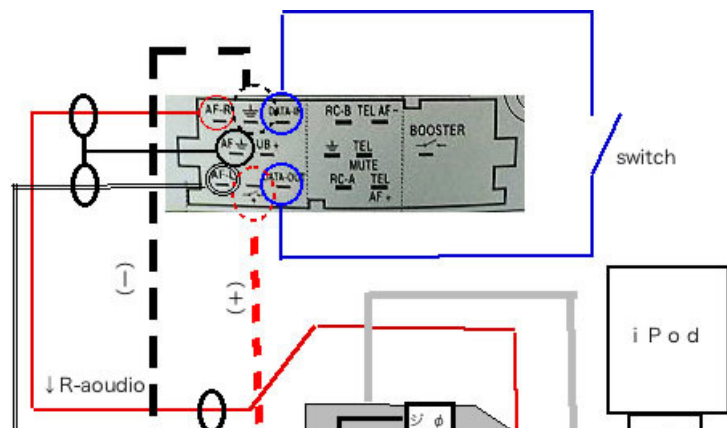 AF-R
DATA-IN
RC-B TEL AF-
BOOSTER
AF
UB+
TEL
MUTE
switch
AF-L
DATA-OUT
RC-A TEL
AF+
(-)
(+)
iPod
↓R-aoudio
ジ φ